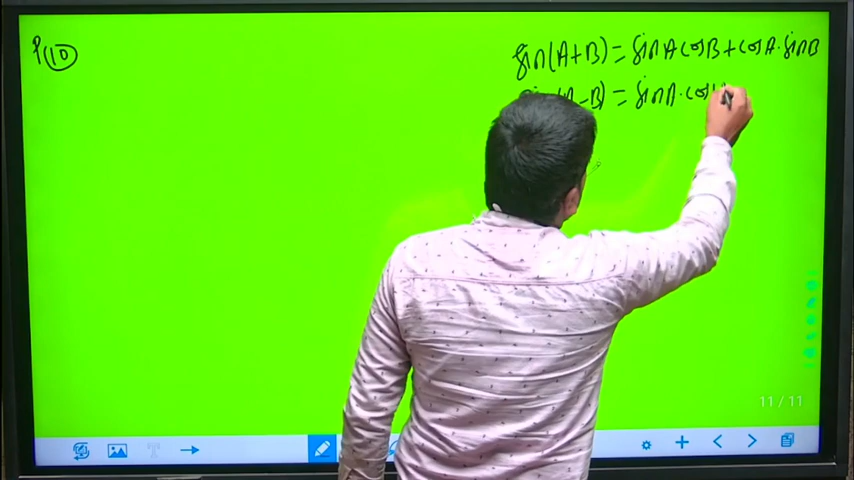 P(10)
sin(A+B) = sinA cosB + cosA·sinB
A-B) = sinA·cos
11/11